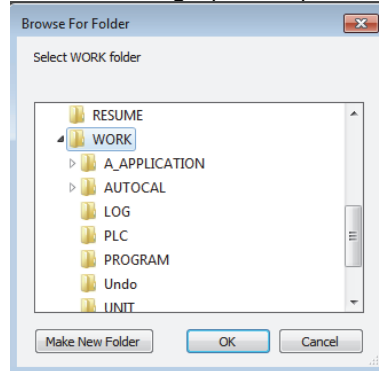 Browse For Folder
Select WORK folder
RESUME
WORK
A_APPLICATION
AUTOCAL
LOG
PLC
PROGRAM
Undo
UNIT
Make New Folder OK Cancel